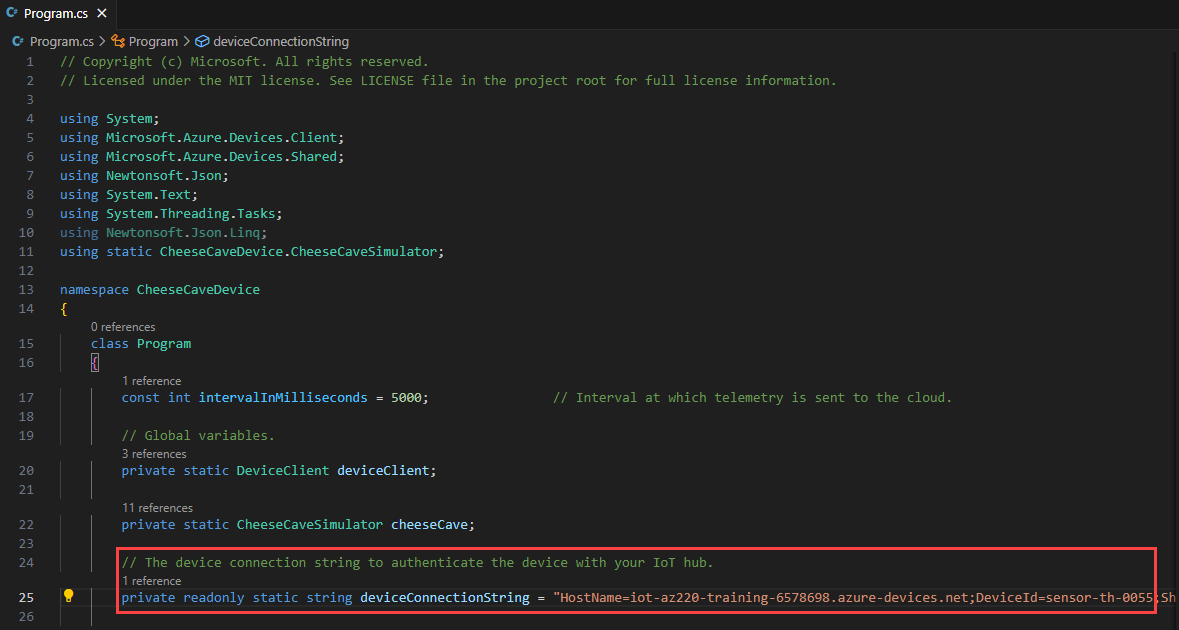 Program.cs
Program.cs > Program > deviceConnectionString
1 // Copyright (c) Microsoft. All rights reserved.
2 // Licensed under the MIT license. See LICENSE file in the project root for full license information.
3
4 using System;
5 using Microsoft.Azure.Devices.Client;
6 using Microsoft.Azure.Devices.Shared;
7 using Newtonsoft.Json;
8 using System.Text;
9 using System.Threading.Tasks;
10 using Newtonsoft.Json.Linq;
11 using static CheeseCaveDevice.CheeseCaveSimulator;
12
13 namespace CheeseCaveDevice
14 {
0 references
15 class Program
16 {
1 reference
17 const int intervalInMilliseconds = 5000; // Interval at which telemetry is sent to the cloud.
18
19 // Global variables.
3 references
20 private static DeviceClient deviceClient;
21
11 references
22 private static CheeseCaveSimulator cheeseCave;
23
24 // The device connection string to authenticate the device with your IoT hub.
1 reference
25 private readonly static string deviceConnectionString = "HostName=iot-az220-training-6578698.azure-devices.net;DeviceId=sensor-th-0055;Sh
26